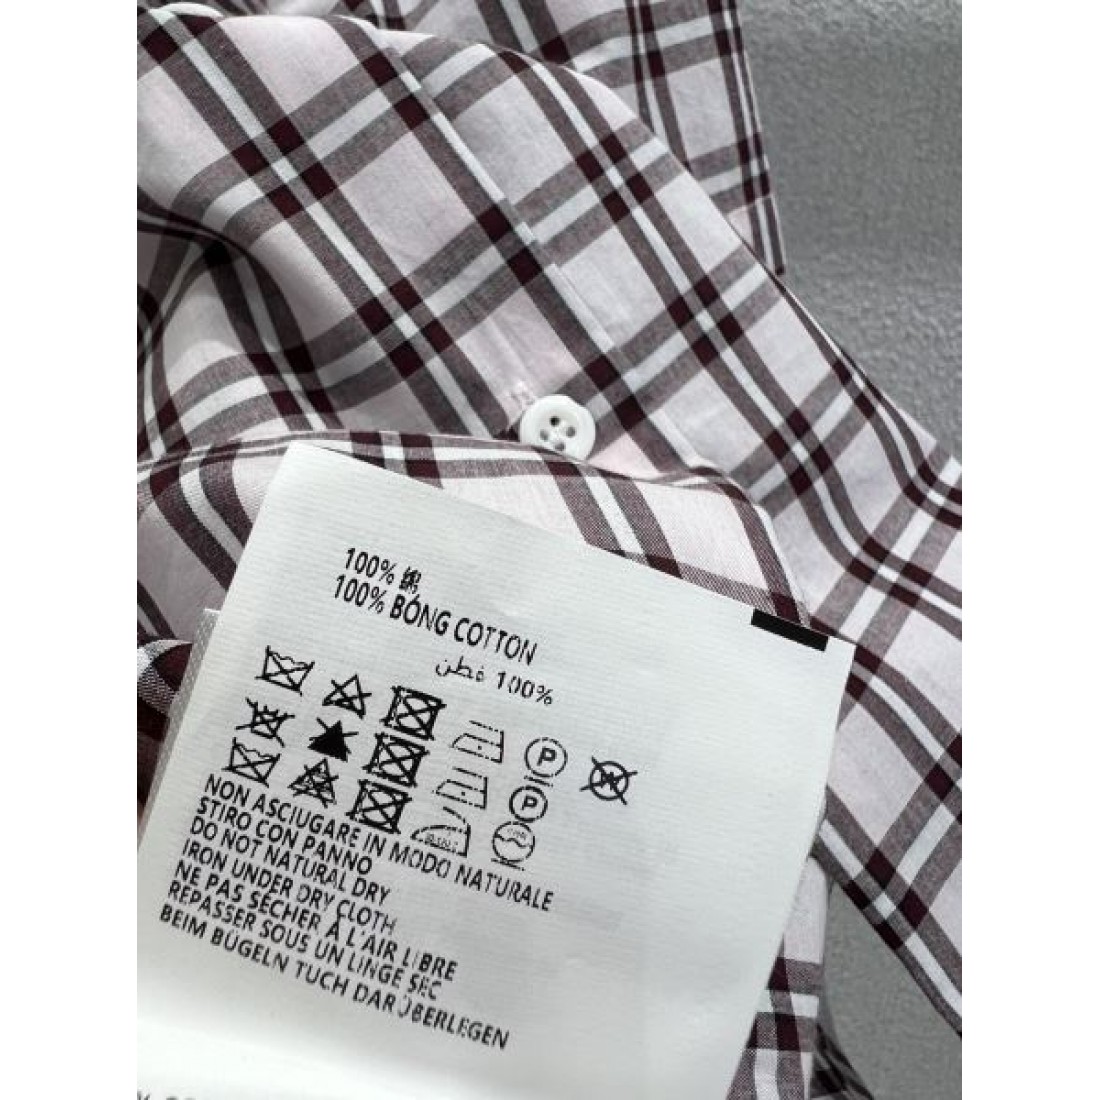 100% 綿
100% BÔNG COTTON
100% قطن
P
P
NON ASCIUGARE IN MODO NATURALE
STIRO CON PANNO
DO NOT NATURAL DRY
IRON UNDER DRY CLOTH
NE PAS SÉCHER À L'AIR LIBRE
REPASSER SOUS UN LINGE SEC
BEIM BÜGELN TUCH DARÜBERLEGEN